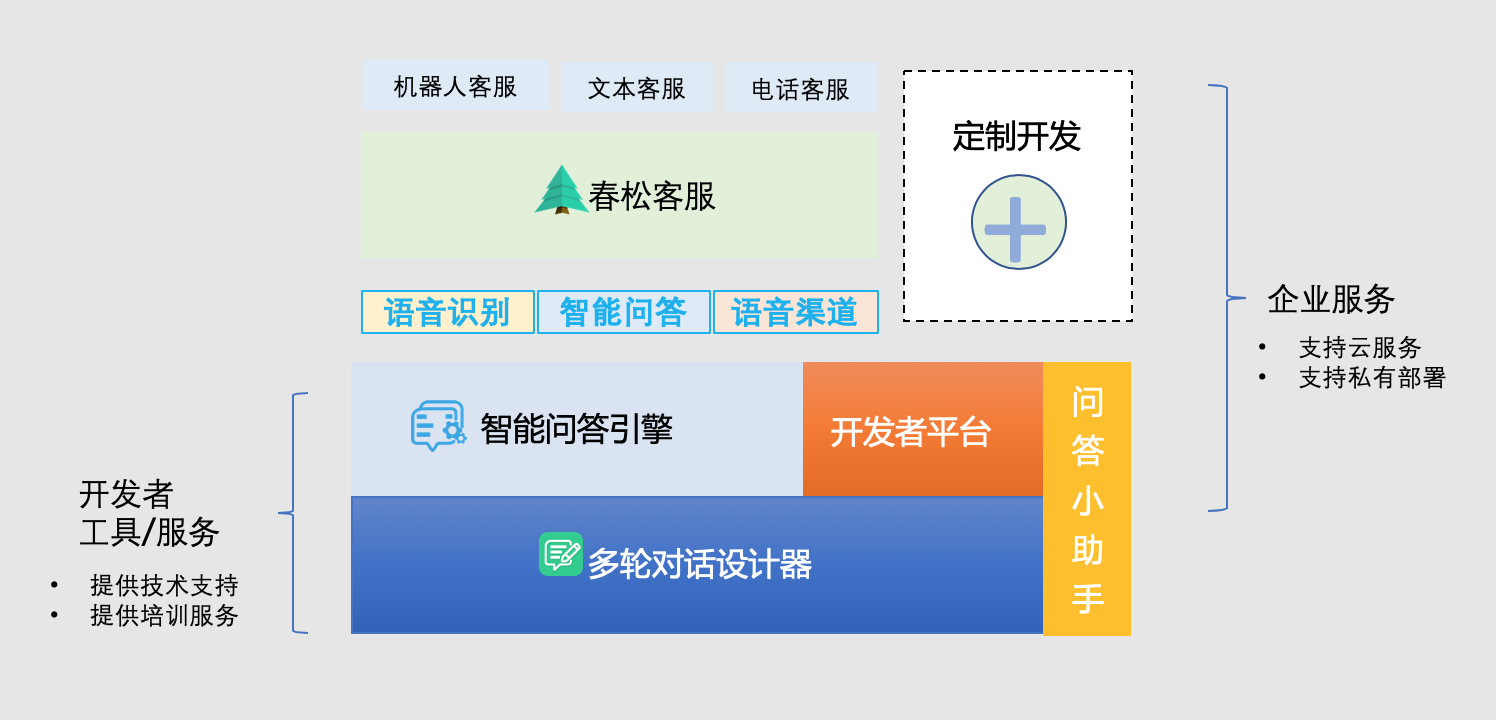 机器人客服
文本客服
电话客服
定制开发
春松客服
语音识别
智能问答
语音渠道
企业服务
• 支持云服务
• 支持私有部署
智能问答引擎
开发者平台
问
答
小
助
手
开发者
工具/服务
• 提供技术支持
• 提供培训服务
多轮对话设计器